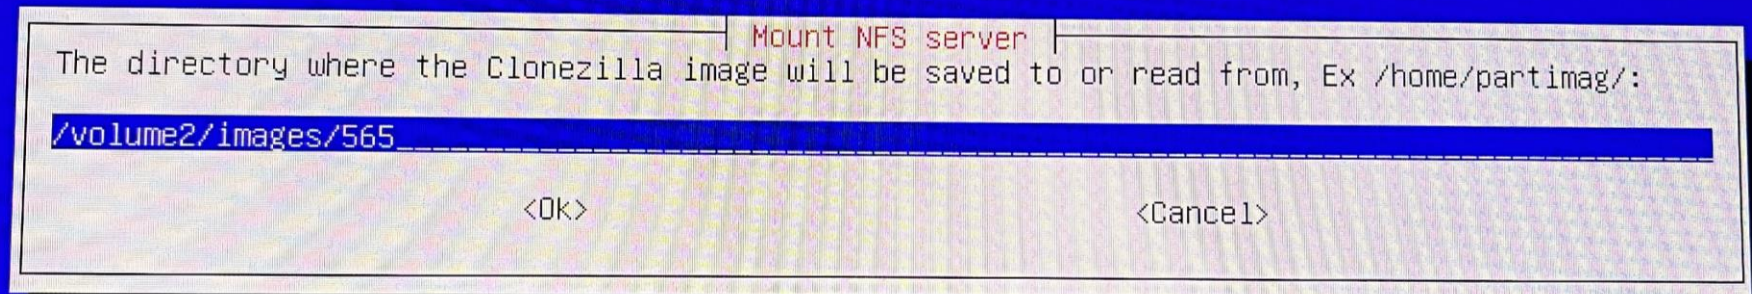 Mount NFS server
The directory where the Clonezilla image will be saved to or read from, Ex /home/partimag/:
/volume2/images/565
<Ok> <Cancel>